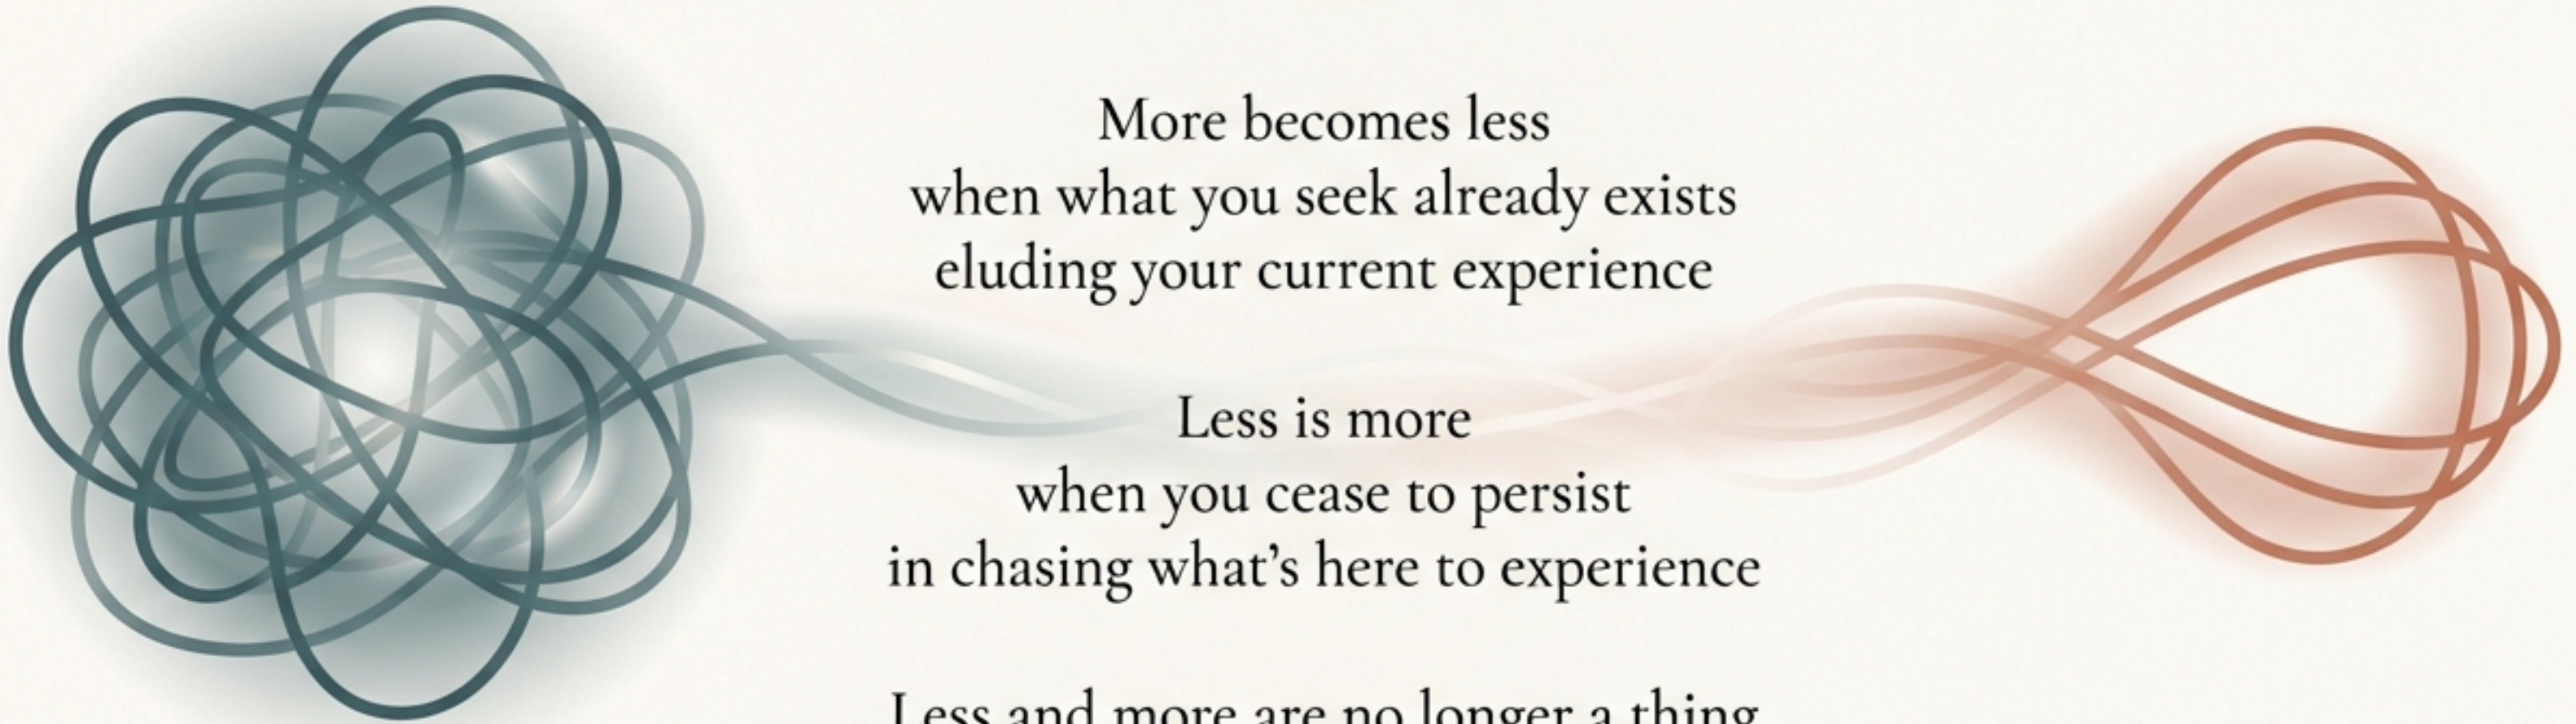 More becomes less
when what you seek already exists
eluding your current experience
Less is more
when you cease to persist
in chasing what’s here to experience
Less and more are no longer a thing